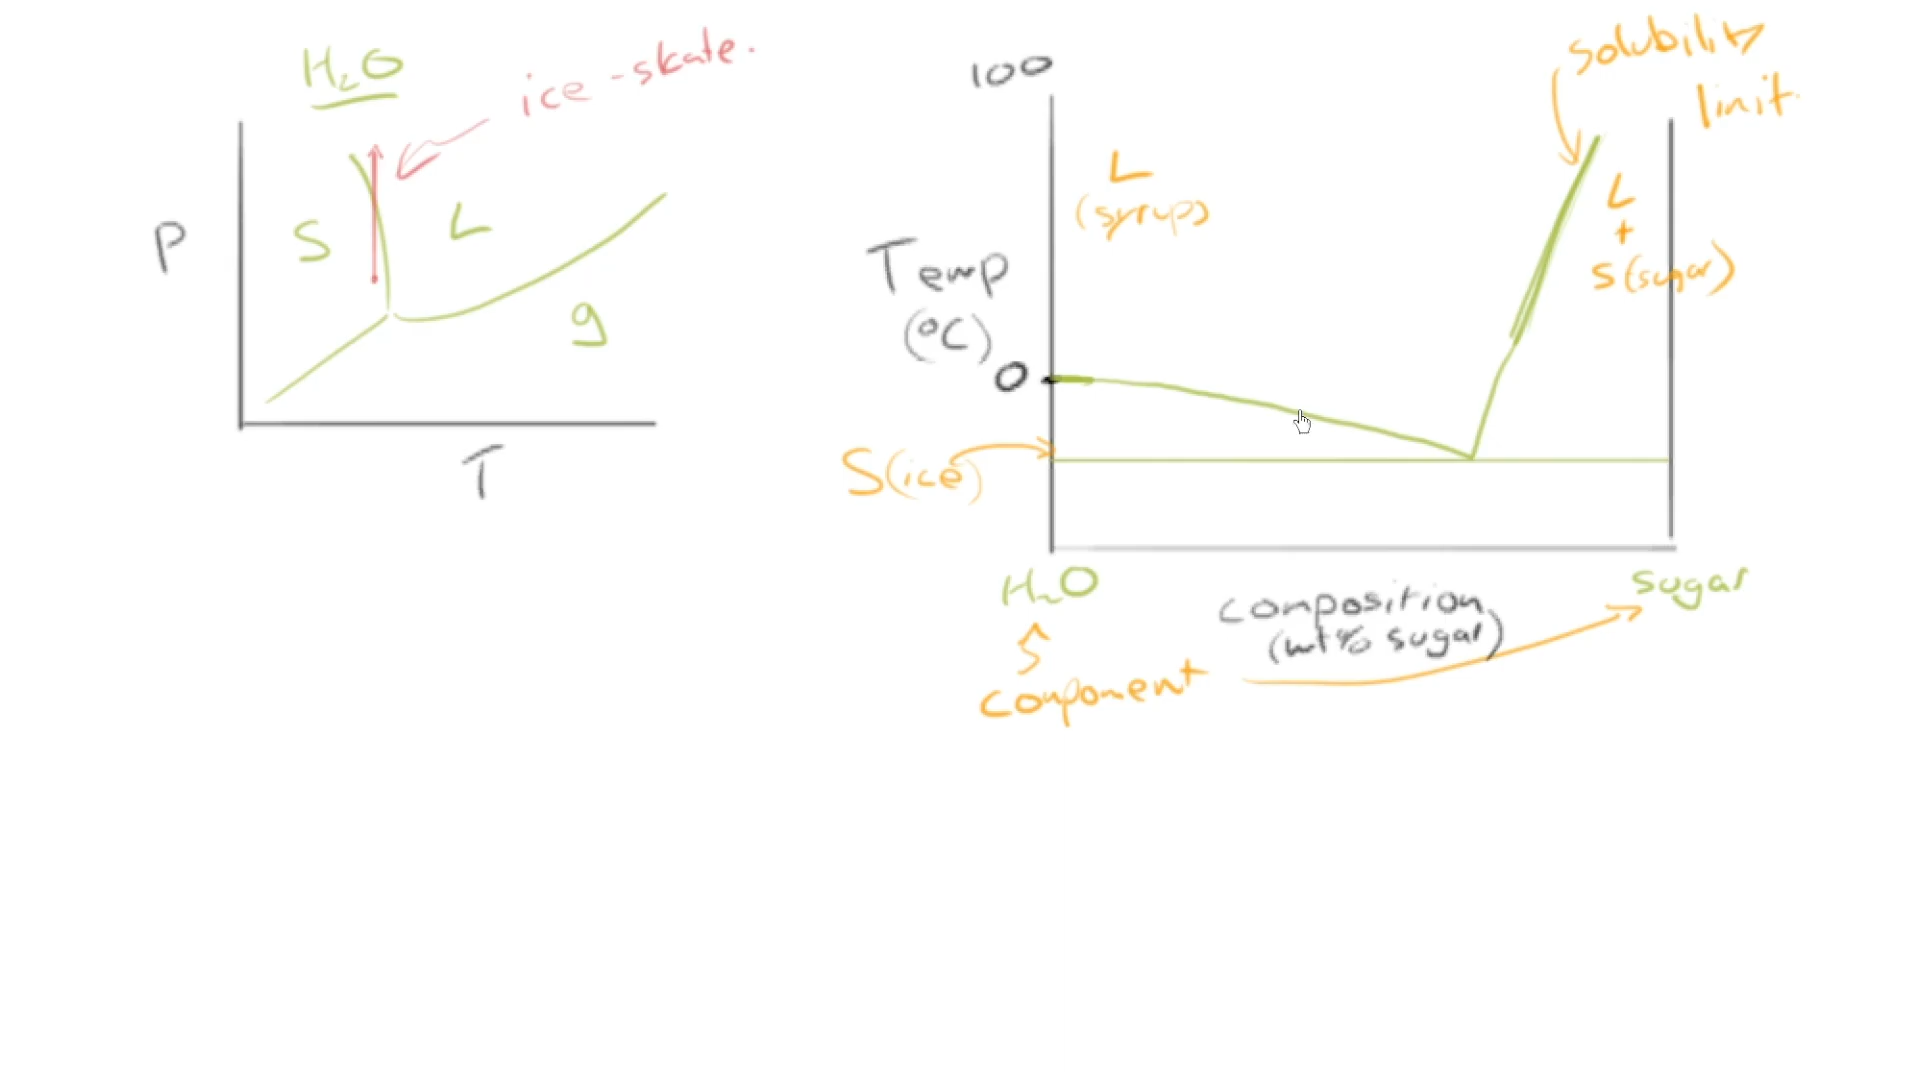 H₂O
ice-skate.
P
S
L
g
T
100
Temp
(°C)
0
L
(syrup)
solubility
limit.
L
+
S(sugar)
S(ice)
H₂O
sugar
composition
(wt% sugar)
component